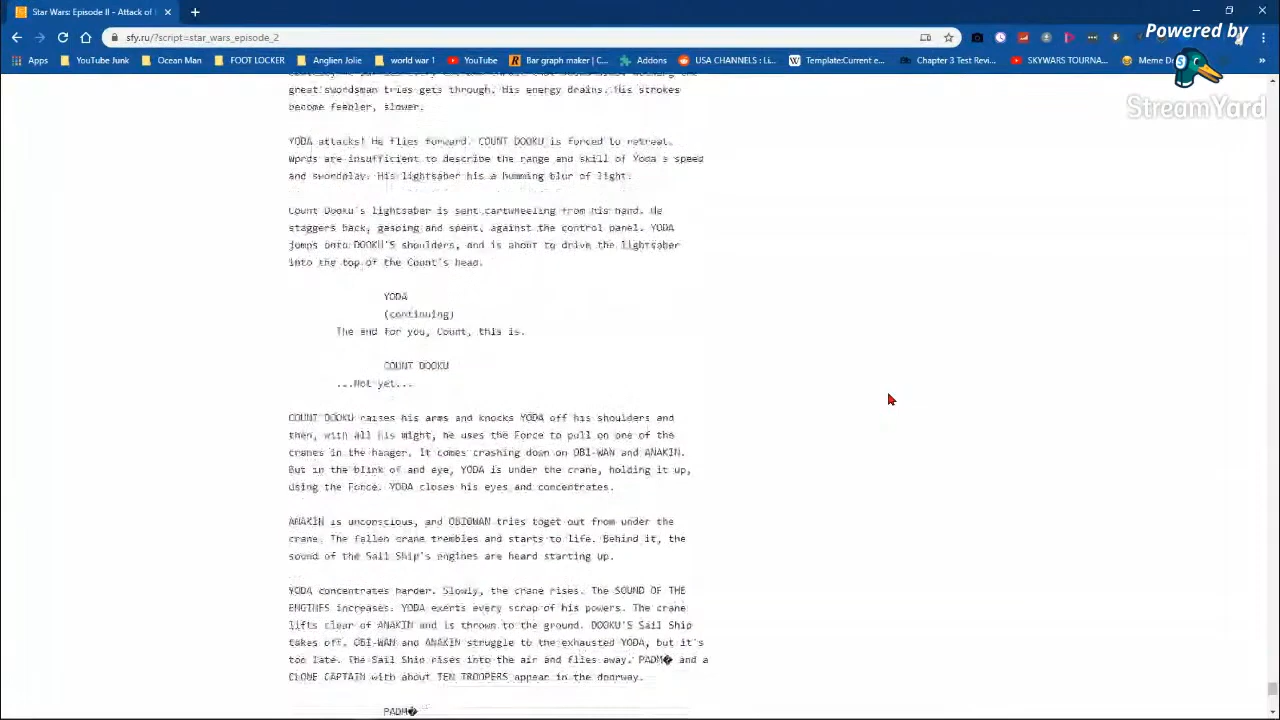 Star Wars: Episode II - Attack of
sfy.ru/?script=star_wars_episode_2
Powered by
Apps YouTube Junk Ocean Man FOOT LOCKER Anglien Jolie world war 1 YouTube Bar graph maker | C... Addons USA CHANNELS : Li... Template:Current e... Chapter 3 Test Revi... SKYWARS TOURNA... Meme De
StreamYard
great swordsman tries gets through. His energy drains. His strokes
become feebler, slower.
YODA attacks! He flies forward. COUNT DOOKU is forced to retreat.
Words are insufficient to describe the range and skill of Yoda's speed
and swordplay. His lightsaber his a humming blur of light.
Count Dooku's lightsaber is sent cartwheeling from his hand. He
staggers back, gasping and spent, against the control panel. YODA
jumps onto DOOKU'S shoulders, and is about to drive the lightsaber
into the top of the Count's head.
YODA
(continuing)
The end for you, Count, this is.
COUNT DOOKU
...Not yet...
COUNT DOOKU raises his arms and knocks YODA off his shoulders and
then, with all his might, he uses the Force to pull on one of the
cranes in the hanger. It comes crashing down on OBI-WAN and ANAKIN.
But in the blink of and eye, YODA is under the crane, holding it up,
using the Force. YODA closes his eyes and concentrates.
ANAKIN is unconscious, and OBIOWAN tries toget out from under the
crane. The fallen crane trembles and starts to life. Behind it, the
sound of the Sail Ship's engines are heard starting up.
YODA concentrates harder. Slowly, the crane rises. The SOUND OF THE
ENGINES increases. YODA exerts every scrap of his powers. The crane
lifts clear of ANAKIN and is thrown to the ground. DOOKU'S Sail Ship
takes off. OBI-WAN and ANAKIN struggle to the exhausted YODA, but it's
too late. The Sail Ship rises into the air and flies away. PADM� and a
CLONE CAPTAIN with about TEN TROOPERS appear in the doorway.
PADM�